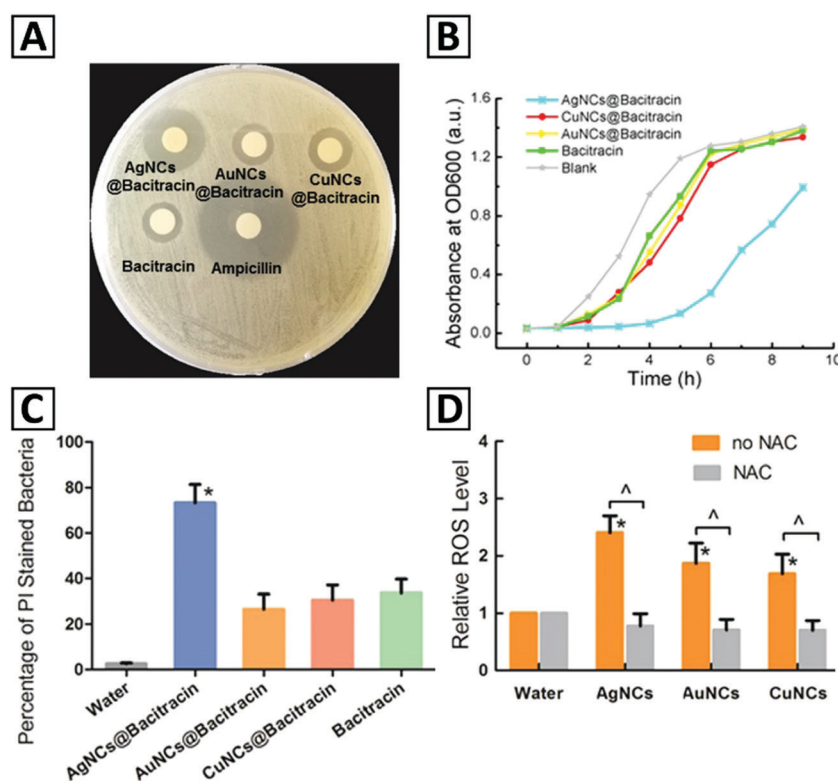 A
AgNCs
@Bacitracin
AuNCs
@Bacitracin
CuNCs
@Bacitracin
Bacitracin
Ampicillin
B
Absorbance at OD600 (a.u.)
1.6
1.2
0.8
0.4
0.0
AgNCs@Bacitracin
CuNCs@Bacitracin
AuNCs@Bacitracin
Bacitracin
Blank
0 2 4 6 8 10
Time (h)
C
Percentage of PI Stained Bacteria
100
80
60
40
20
0
*
Water
AgNCs@Bacitracin
AuNCs@Bacitracin
CuNCs@Bacitracin
Bacitracin
D
Relative ROS Level
4
3
2
1
0
no NAC
NAC
^ ^ ^
* * *
Water AgNCs AuNCs CuNCs